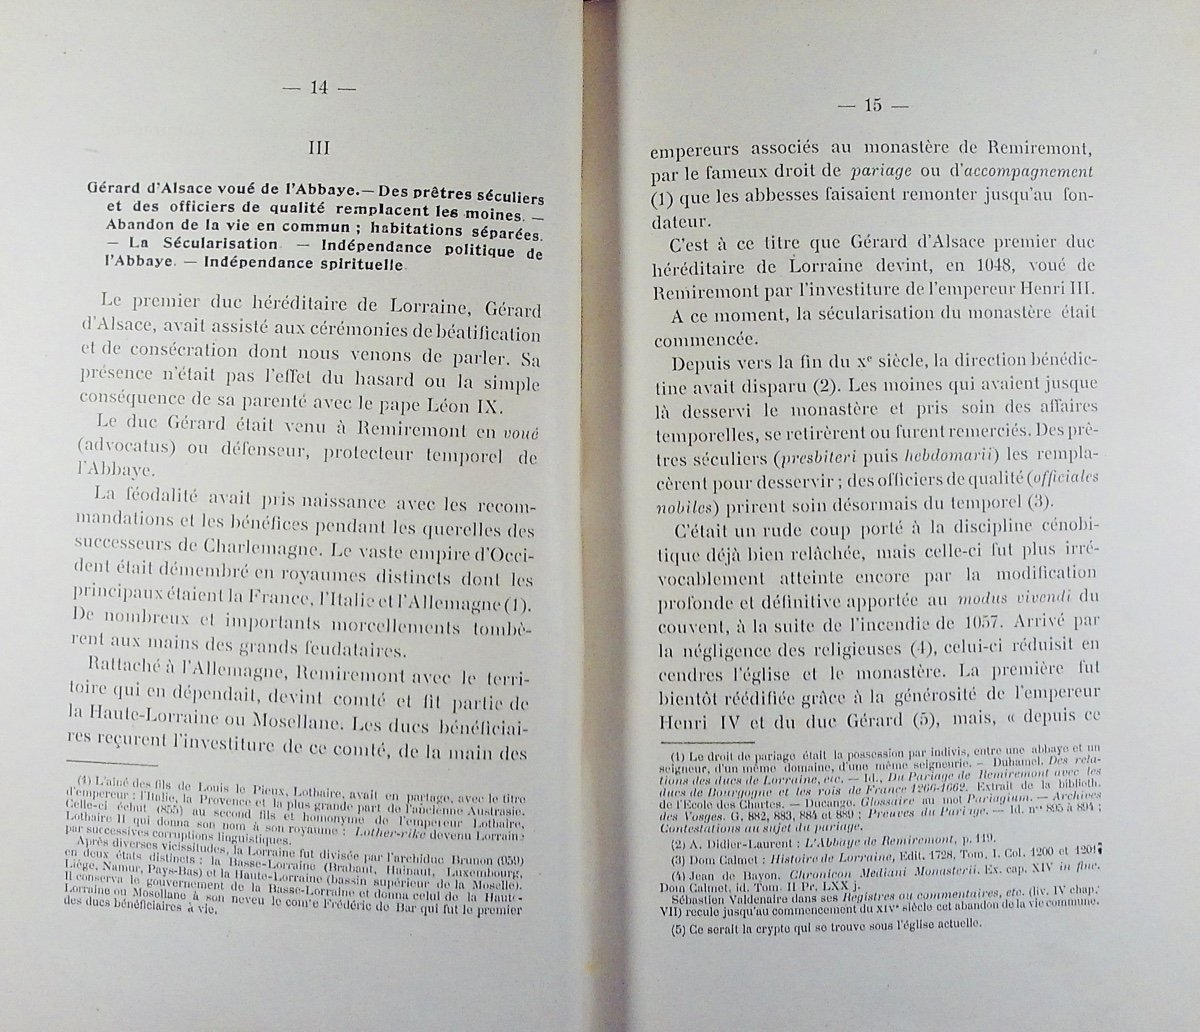 — 14 —
III
Gérard d'Alsace voué de l'Abbaye. — Des prêtres séculiers
et des officiers de qualité remplacent les moines. —
Abandon de la vie en commun ; habitations séparées.
— La Sécularisation. — Indépendance politique de
l'Abbaye. — Indépendance spirituelle.
Le premier duc héréditaire de Lorraine, Gérard
d'Alsace, avait assisté aux cérémonies de béatification
et de consécration dont nous venons de parler. Sa
présence n'était pas l'effet du hasard ou la simple
conséquence de sa parenté avec le pape Léon IX.
Le duc Gérard était venu à Remiremont en voué
(advocatus) ou défenseur, protecteur temporel de
l'Abbaye.
La féodalité avait pris naissance avec les recom-
mandations et les bénéfices pendant les querelles des
successeurs de Charlemagne. Le vaste empire d'Occi-
dent était démembré en royaumes distincts dont les
principaux étaient la France, l'Italie et l'Allemagne (1).
De nombreux et importants morcellements tombè-
rent aux mains des grands feudataires.
Rattaché à l'Allemagne, Remiremont avec le terri-
toire qui en dépendait, devint comté et fit partie de
la Haute-Lorraine ou Mosellane. Les ducs bénéficiai-
res reçurent l'investiture de ce comté, de la main des
(1) L'aîné des fils de Louis le Pieux, Lothaire, avait en partage, avec le titre
d'empereur : l'Italie, la Provence et la plus grande part de l'ancienne Austrasie.
Celle-ci échut (855) au second fils et homonyme de l'empereur Lothaire,
Lothaire II qui donna son nom à son royaume : Lother-rike devenu Lorrain :
par successives corruptions linguistiques.
Après diverses vicissitudes, la Lorraine fut divisée par l'archiduc Brunon (959)
en deux états distincts : la Basse-Lorraine (Brabant, Hainaut, Luxembourg,
Liége, Namur, Pays-Bas) et la Haute-Lorraine (bassin supérieur de la Moselle).
Il conserva le gouvernement de la Basse-Lorraine et donna celui de la Haute-
Lorraine ou Mosellane à son neveu le comte Frédéric de Bar qui fut le premier
des ducs bénéficiaires à vie.
— 15 —
empereurs associés au monastère de Remiremont,
par le fameux droit de pariage ou d'accompagnement
(1) que les abbesses faisaient remonter jusqu'au fon-
dateur.
C'est à ce titre que Gérard d'Alsace premier duc
héréditaire de Lorraine devint, en 1048, voué de
Remiremont par l'investiture de l'empereur Henri III.
A ce moment, la sécularisation du monastère était
commencée.
Depuis vers la fin du Xe siècle, la direction bénédic-
tine avait disparu (2). Les moines qui avaient jusque
là desservi le monastère et pris soin des affaires
temporelles, se retirèrent ou furent remerciés. Des prê-
tres séculiers (presbiteri puis hebdomarii) les rempla-
cèrent pour desservir ; des officiers de qualité (officiales
nobiles) prirent soin désormais du temporel (3).
C'était un rude coup porté à la discipline cénobi-
tique déjà bien relâchée, mais celle-ci fut plus irré-
vocablement atteinte encore par la modification
profonde et définitive apportée au modus vivendi du
couvent, à la suite de l'incendie de 1057. Arrivé par
la négligence des religieuses (4), celui-ci réduisit en
cendres l'église et le monastère. La première fut
bientôt réédifiée grâce à la générosité de l'empereur
Henri IV et du duc Gérard (5), mais, « depuis ce
(1) Le droit de pariage était la possession par indivis, entre une abbaye et un
seigneur, d'un même domaine, d'une même seigneurie. — Duhamel. Des rela-
tions des ducs de Lorraine, etc. — Id., Du Pariage de Remiremont avec les
ducs de Bourgogne et les rois de France 1266-1662. Extrait de la biblioth.
de l'Ecole des Chartes. — Ducange. Glossaire au mot Pariagium. — Archives
des Vosges. G. 882, 883, 884 et 889 ; Preuves du Pariage. — Id. nos 895 à 894 ;
Contestations au sujet du pariage.
(2) A. Didier-Laurent : L'Abbaye de Remiremont, p. 119.
(3) Dom Calmet : Histoire de Lorraine, Edit. 1728, Tom. I. Col. 1200 et 1201.
(4) Jean de Bayon. Chronicon Mediani Monasterii. Ex. cap. XIV in fine.
Dom Calmet, id. Tom. II Pr. LXX j.
Sébastien Valdenaire dans ses Registres ou commentaires, etc. (liv. IV chap.
VII) recule jusqu'au commencement du XIVe siècle cet abandon de la vie commune.
(5) Ce serait la crypte qui se trouve sous l'église actuelle.